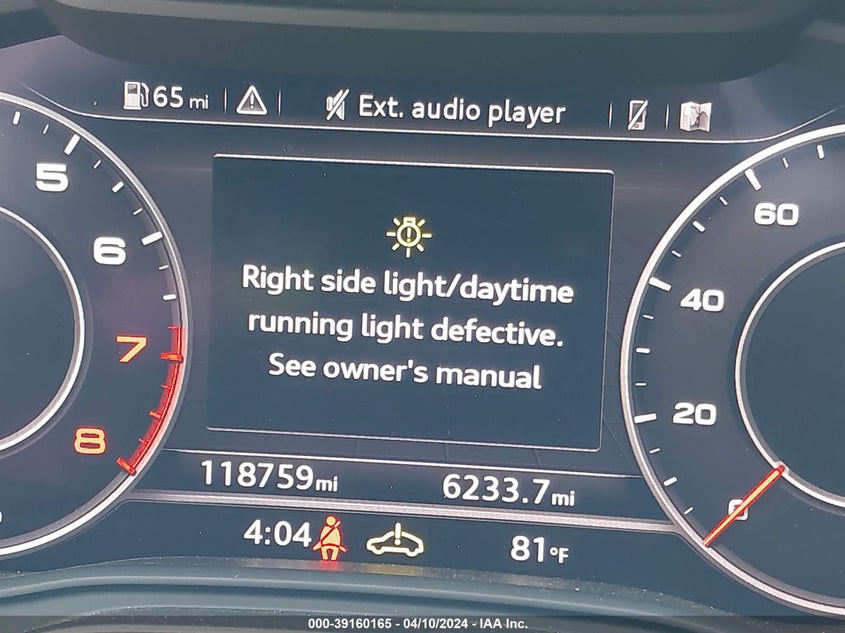 65 mi
Ext. audio player
5
6
7
8
60
40
20
0
Right side light/daytime
running light defective.
See owner's manual
118759mi
6233.7mi
4:04
81°F
000-39160165 - 04/10/2024 - IAA Inc.